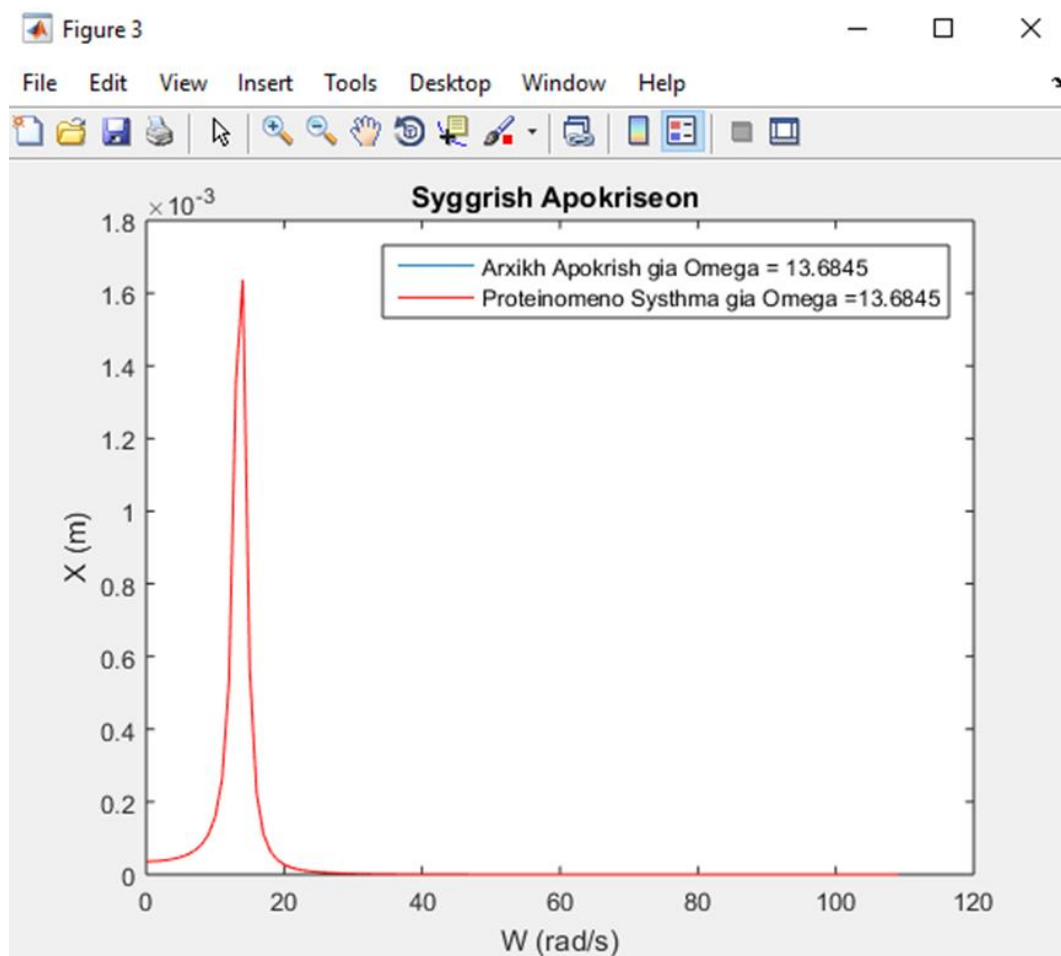 Figure 3
File Edit View Insert Tools Desktop Window Help
Syggrish Apokriseon
×10-3
1.8
1.6
1.4
1.2
1
0.8
0.6
0.4
0.2
0
Arxikh Apokrish gia Omega = 13.6845
Proteinomeno Systhma gia Omega =13.6845
X (m)
0 20 40 60 80 100 120
W (rad/s)